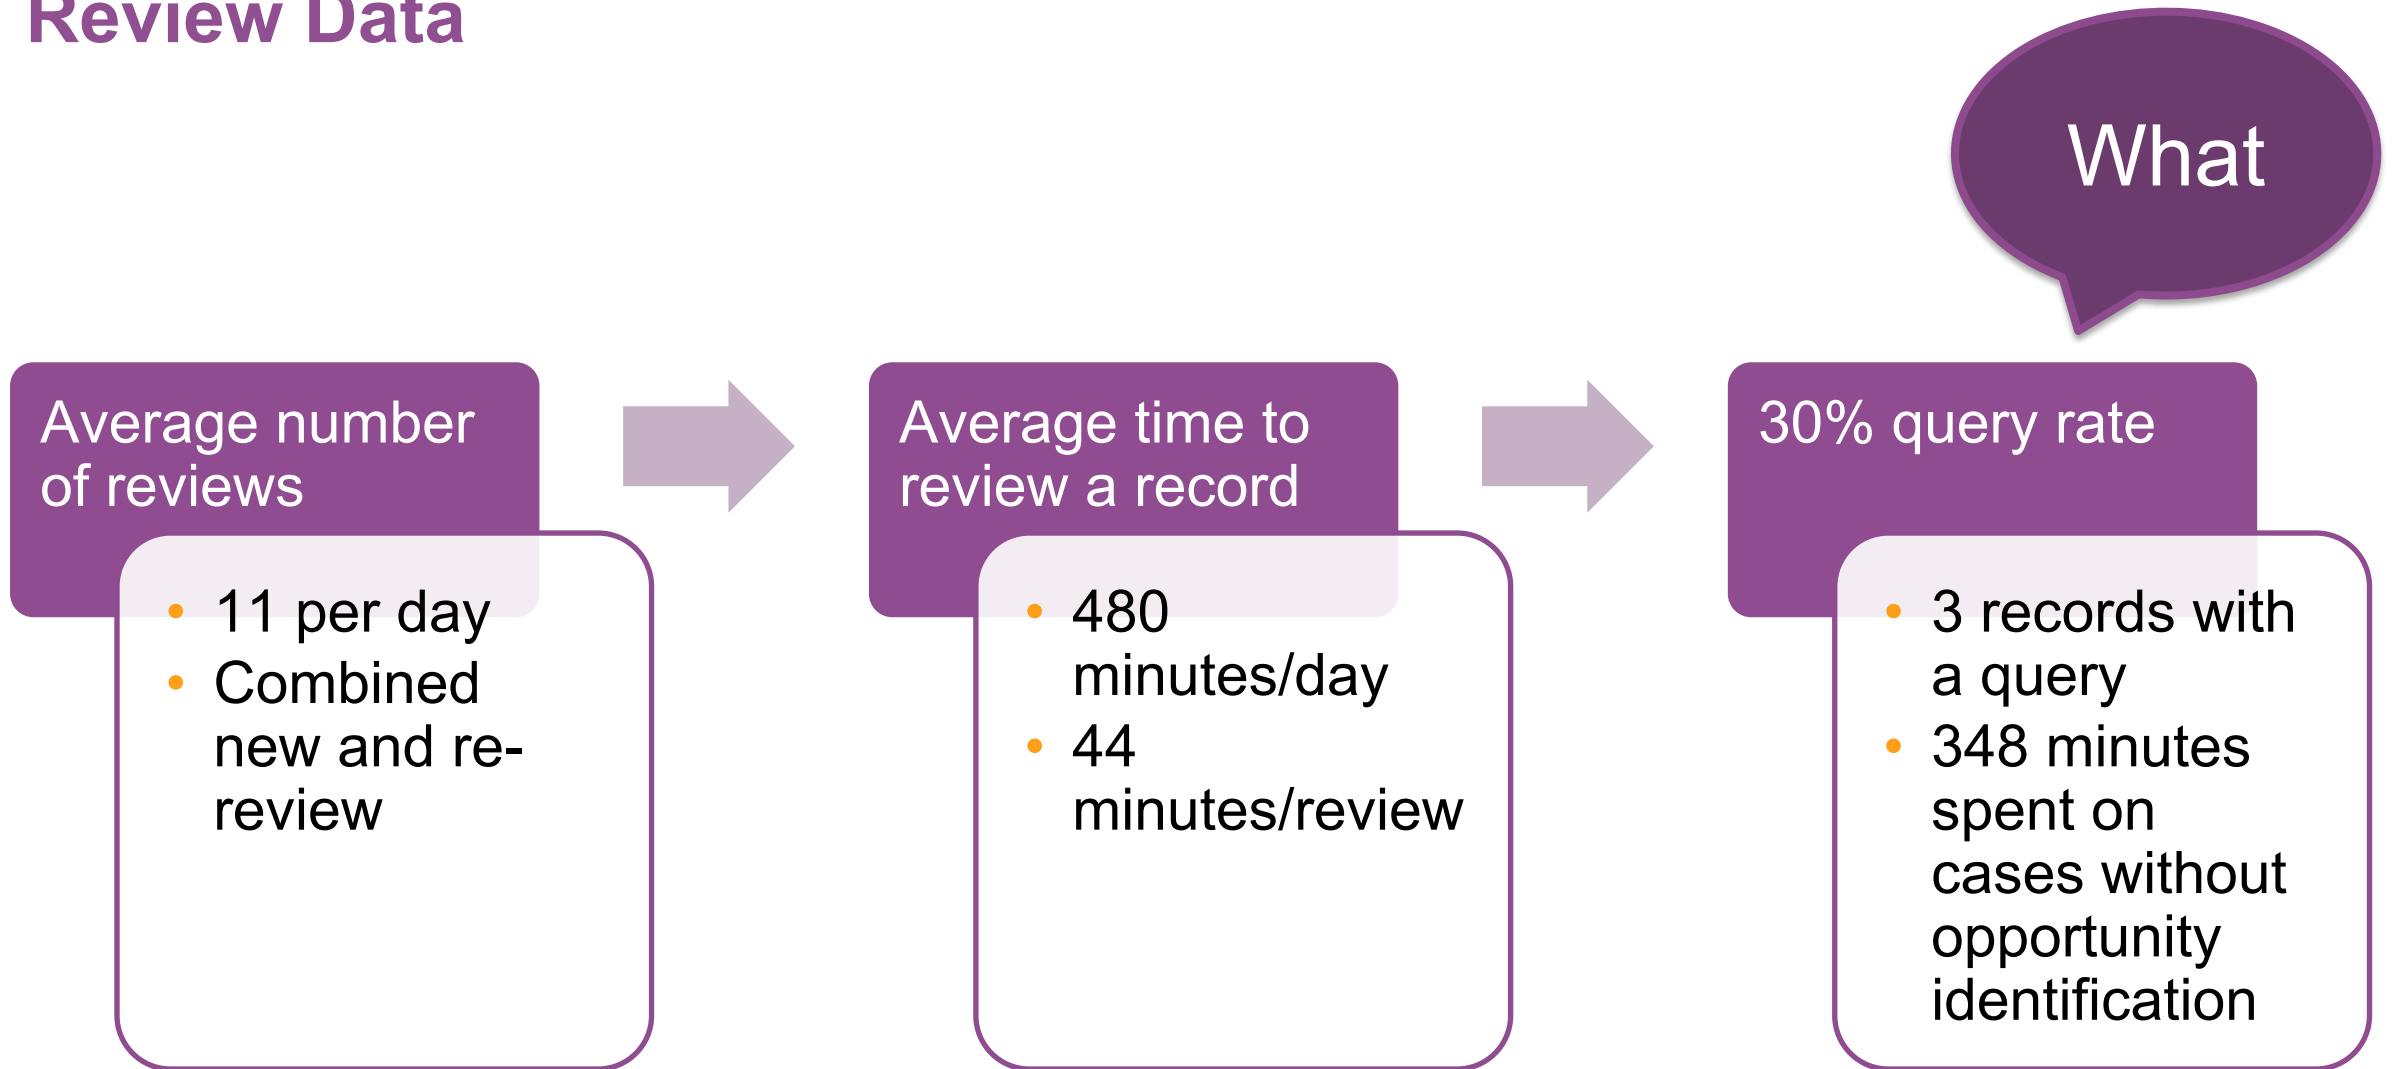 Review Data
What
Average number
of reviews
• 11 per day
• Combined
new and re-
review
Average time to
review a record
• 480
minutes/day
• 44
minutes/review
30% query rate
• 3 records with
a query
• 348 minutes
spent on
cases without
opportunity
identification